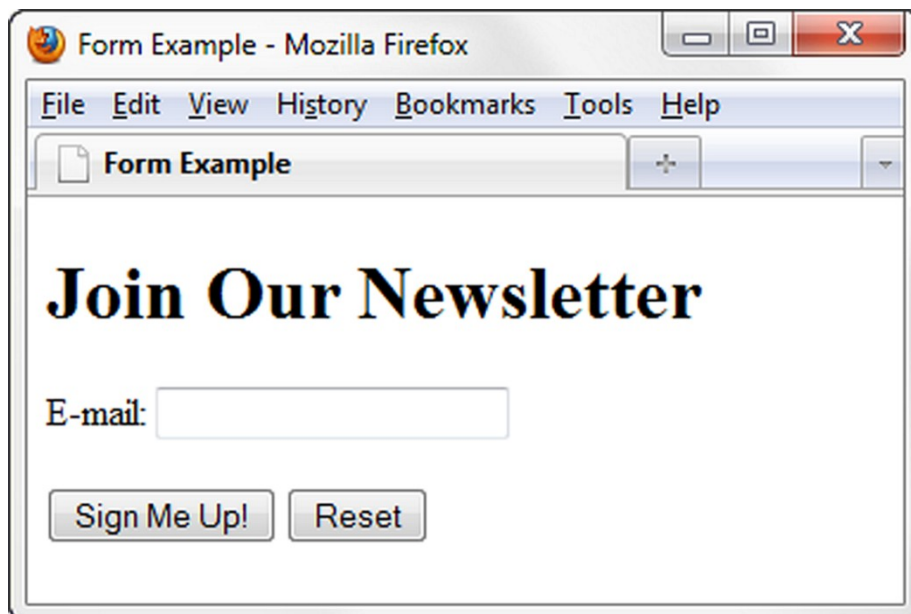 Form Example - Mozilla Firefox
File Edit View History Bookmarks Tools Help
Form Example
Join Our Newsletter
E-mail:
Sign Me Up! Reset